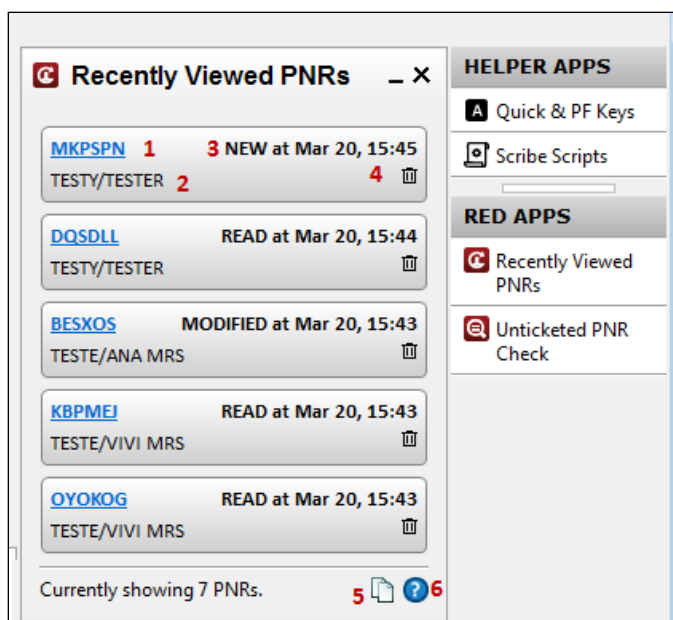 Recently Viewed PNRs
MKPSPN 1 3 NEW at Mar 20, 15:45
TESTY/TESTER 2 4
DQSDLL READ at Mar 20, 15:44
TESTY/TESTER
BESXOS MODIFIED at Mar 20, 15:43
TESTE/ANA MRS
KBPMEJ READ at Mar 20, 15:43
TESTE/VIVI MRS
OYOKOG READ at Mar 20, 15:43
TESTE/VIVI MRS
Currently showing 7 PNRs. 5 ? 6
HELPER APPS
A Quick & PF Keys
Scribe Scripts
RED APPS
Recently Viewed
PNRs
Unticketed PNR
Check